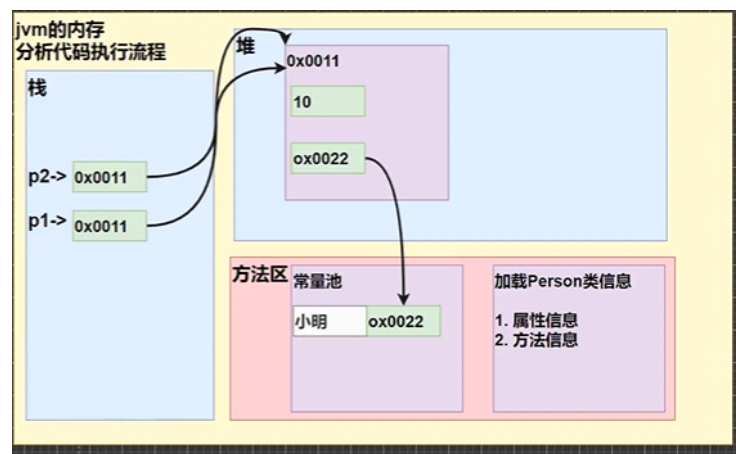 jvm的内存
分析代码执行流程
栈
p2-> 0x0011
p1-> 0x0011
堆
0x0011
10
ox0022
方法区
常量池
小明 ox0022
加载Person类信息
1. 属性信息
2. 方法信息